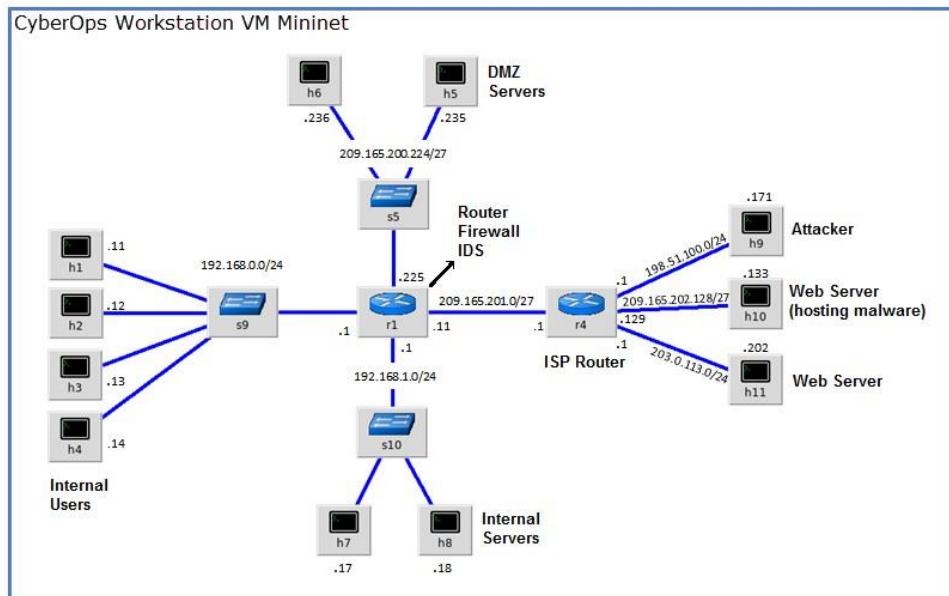 CyberOps Workstation VM Mininet
h6
.236
h5
.235
DMZ
Servers
209.165.200.224/27
s5
Router
Firewall
IDS
.225
h1
.11
h2
.12
h3
.13
h4
.14
Internal
Users
192.168.0.0/24
s9
.1
r1
.11
209.165.201.0/27
.1
r4
ISP Router
.1
192.168.1.0/24
s10
h7
.17
h8
.18
Internal
Servers
.1
198.51.100.0/24
.171
h9
Attacker
209.165.202.128/27
.129
.133
h10
Web Server
(hosting malware)
.1
203.0.113.0/24
.202
h11
Web Server